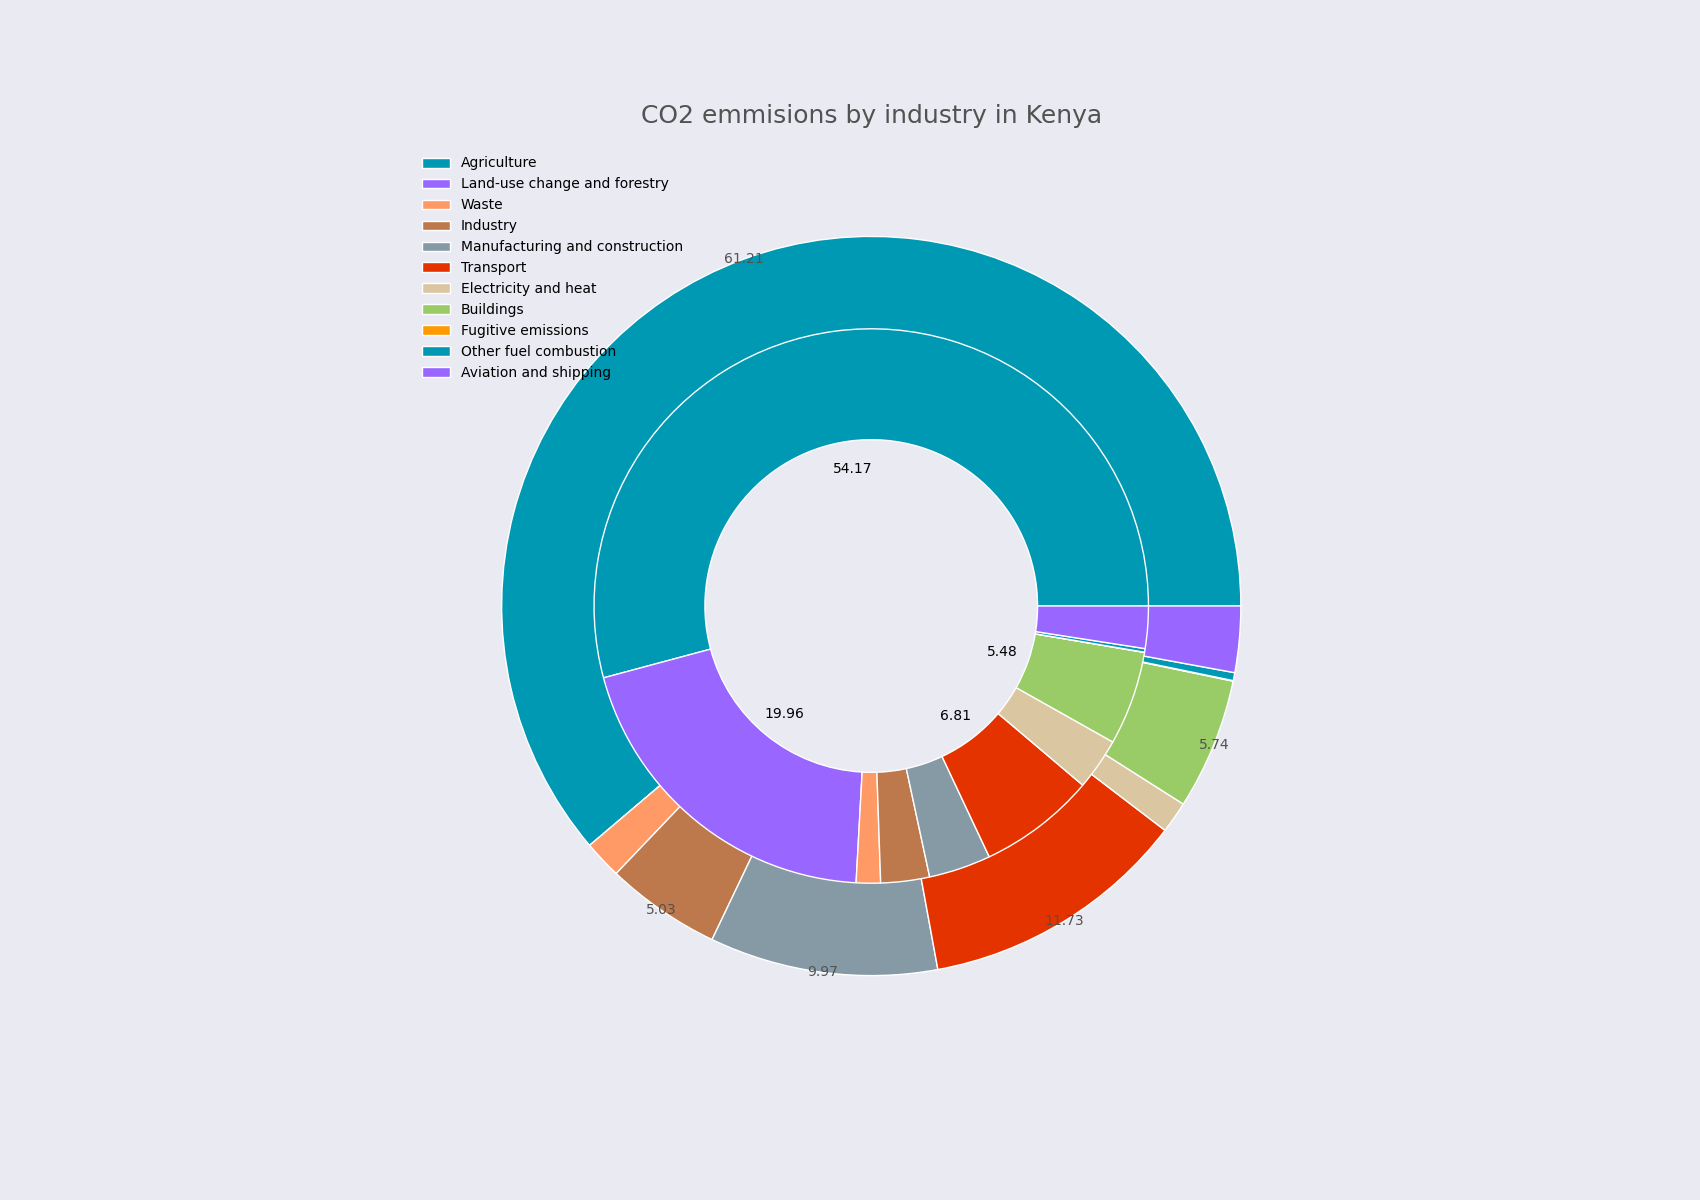 CO2 emmisions by industry in Kenya
Agriculture
Land-use change and forestry
Waste
Industry
Manufacturing and construction
Transport
Electricity and heat
Buildings
Fugitive emissions
Other fuel combustion
Aviation and shipping
61.21
54.17
5.48
19.96
6.81
5.74
5.03
11.73
9.97